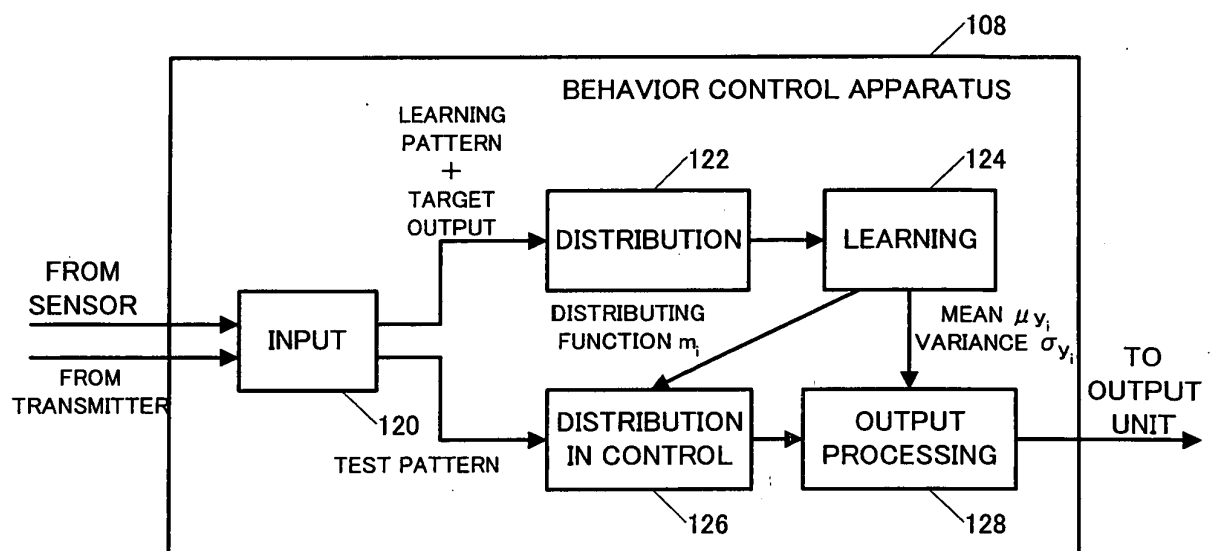 108
BEHAVIOR CONTROL APPARATUS
LEARNING
PATTERN
+
TARGET
OUTPUT
122
124
DISTRIBUTION
LEARNING
FROM
SENSOR
INPUT
DISTRIBUTING
FUNCTION mi
MEAN μyi
VARIANCE σyi
FROM
TRANSMITTER
120
TEST PATTERN
DISTRIBUTION
IN CONTROL
OUTPUT
PROCESSING
TO
OUTPUT
UNIT
126
128